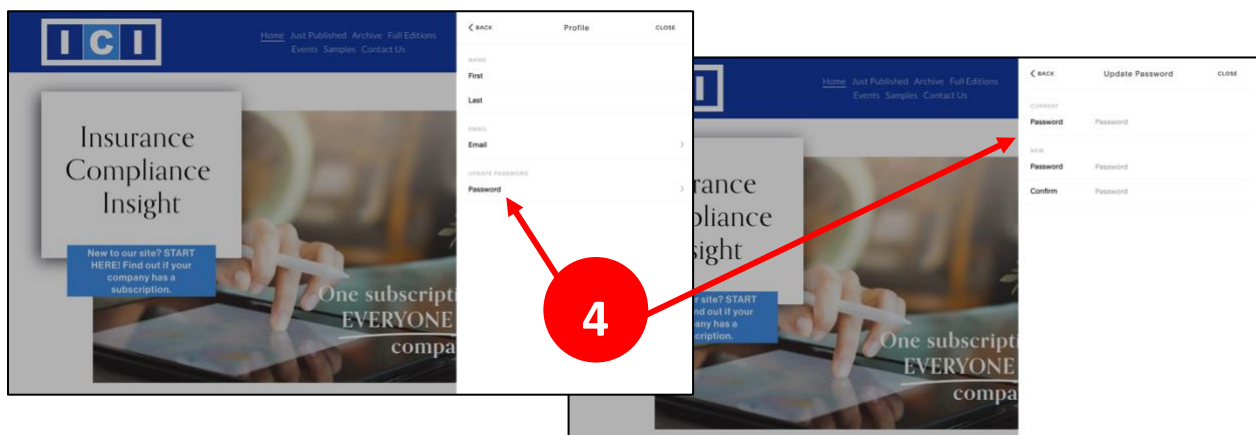 ICI
Home Just Published Archive Full Editions
Events Samples Contact Us
Insurance
Compliance
Insight
New to our site? START
HERE! Find out if your
company has a
subscription.
One subscripti
EVERYONE
compa
BACK Profile CLOSE
NAME
First
Last
EMAIL
Email
UPDATE PASSWORD
Password
4
I
Home Just Published Archive Full Editions
Events Samples Contact Us
rance
pliance
sight
r site? START
nd out if your
any has a
cription.
One subscripti
EVERYONE
compa
BACK Update Password CLOSE
CURRENT
Password Password
NEW
Password Password
Confirm Password